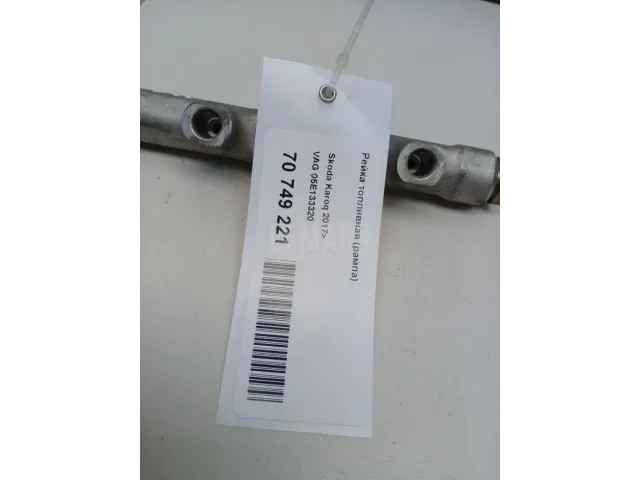 Рейка топливная (рампа)
Skoda Karoq 2017>
VAG 05E133320
70 749 221